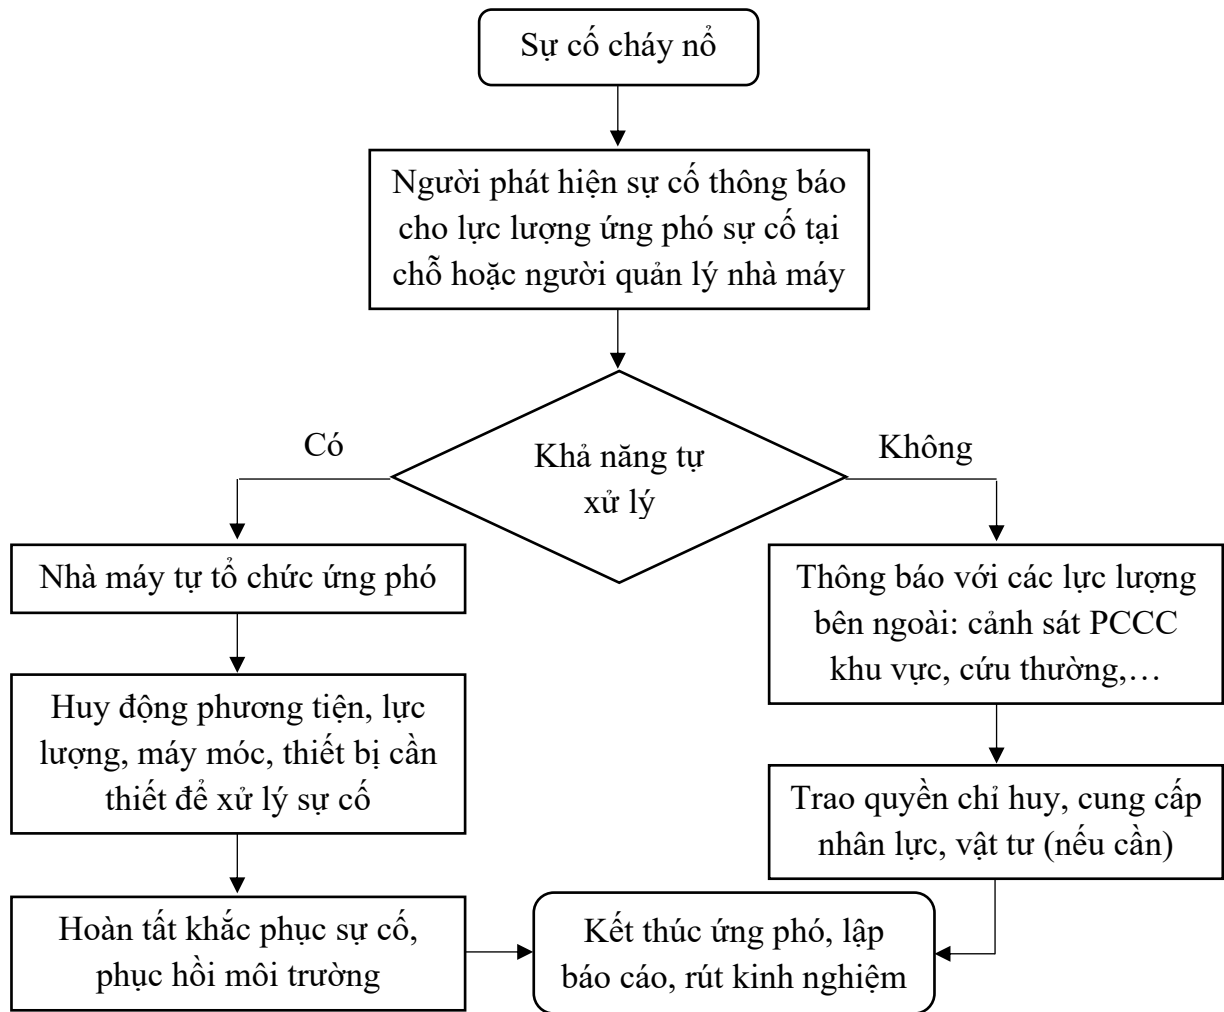 Sự cố cháy nổ
Người phát hiện sự cố thông báo
cho lực lượng ứng phó sự cố tại
chỗ hoặc người quản lý nhà máy
Có
Khả năng tự
xử lý
Không
Nhà máy tự tổ chức ứng phó
Huy động phương tiện, lực
lượng, máy móc, thiết bị cần
thiết để xử lý sự cố
Hoàn tất khắc phục sự cố,
phục hồi môi trường
Thông báo với các lực lượng
bên ngoài: cảnh sát PCCC
khu vực, cứu thường,…
Trao quyền chỉ huy, cung cấp
nhân lực, vật tư (nếu cần)
Kết thúc ứng phó, lập
báo cáo, rút kinh nghiệm